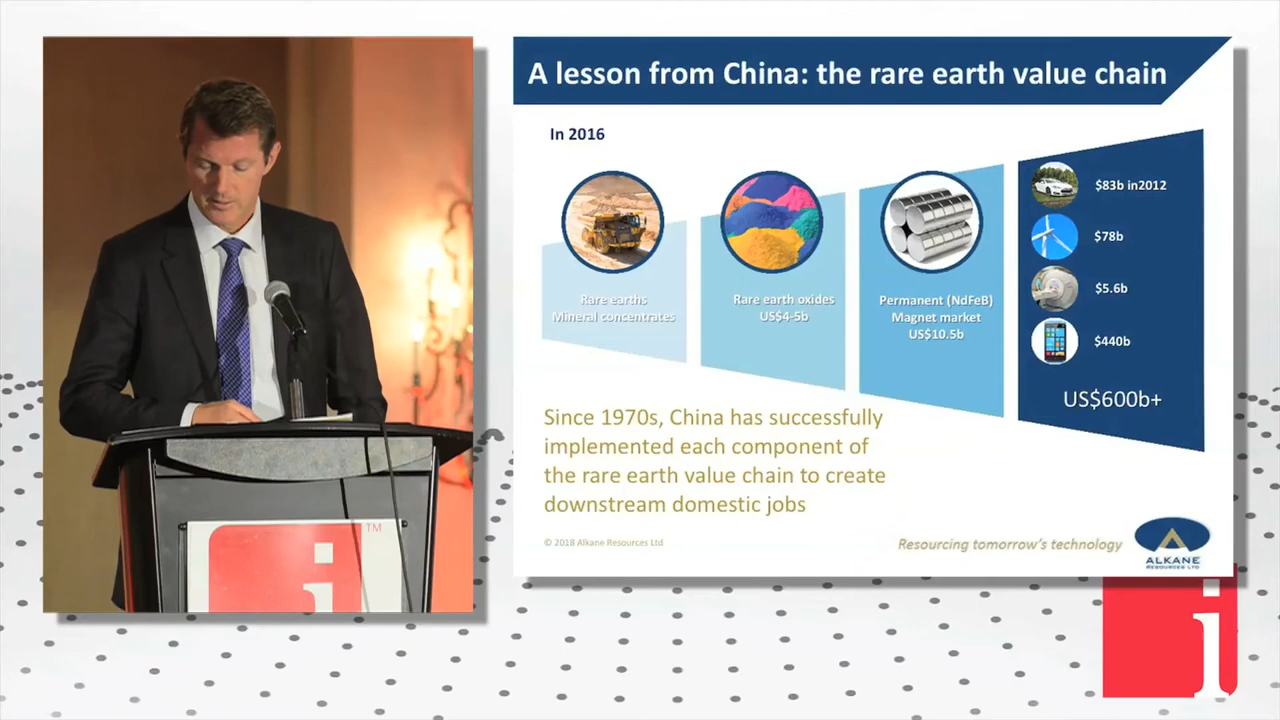 A lesson from China: the rare earth value chain
In 2016
Rare earths
Mineral concentrates
Rare earth oxides
US$4-5b
Permanent (NdFeB)
Magnet market
US$10.5b
$83b in2012
$78b
$5.6b
$440b
US$600b+
Since 1970s, China has successfully
implemented each component of
the rare earth value chain to create
downstream domestic jobs
© 2018 Alkane Resources Ltd
Resourcing tomorrow's technology
ALKANE
RESOURCES LTD
i
TM
i